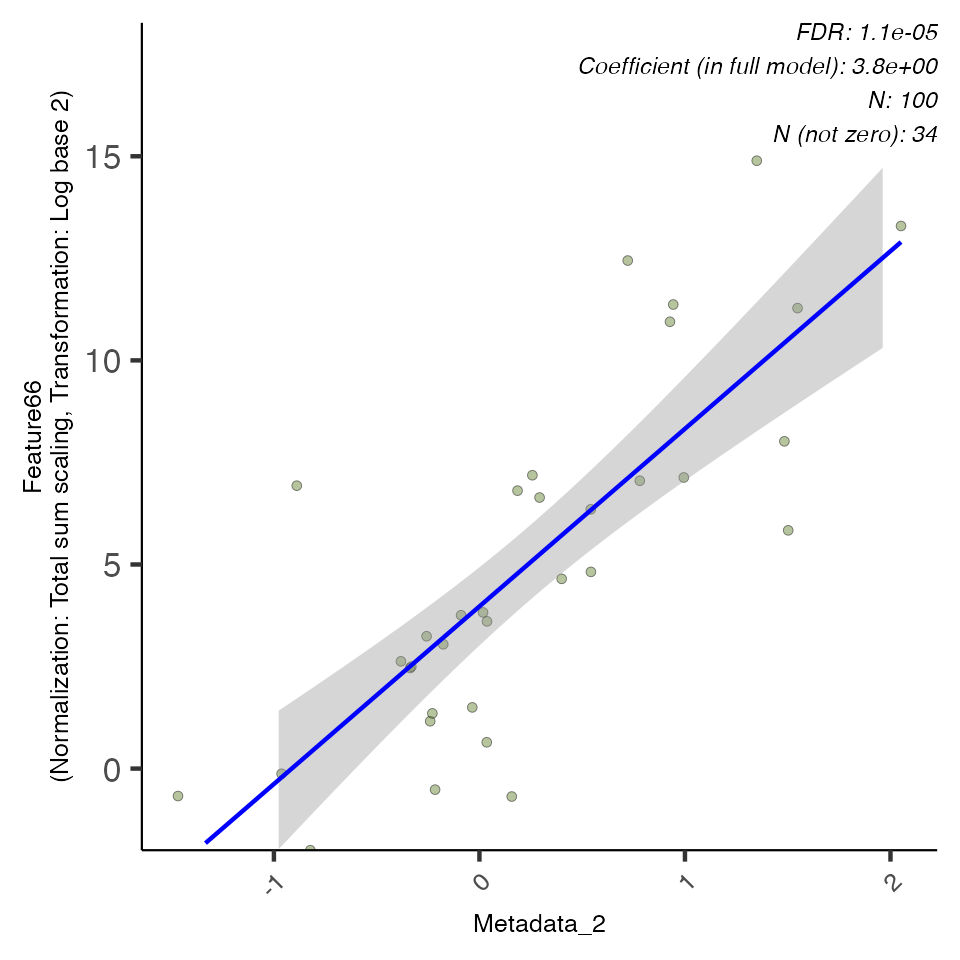 FDR: 1.1e-05
Coefficient (in full model): 3.8e+00
N: 100
N (not zero): 34
Feature66
(Normalization: Total sum scaling, Transformation: Log base 2)
15
10
5
0
-1
0
1
2
Metadata_2